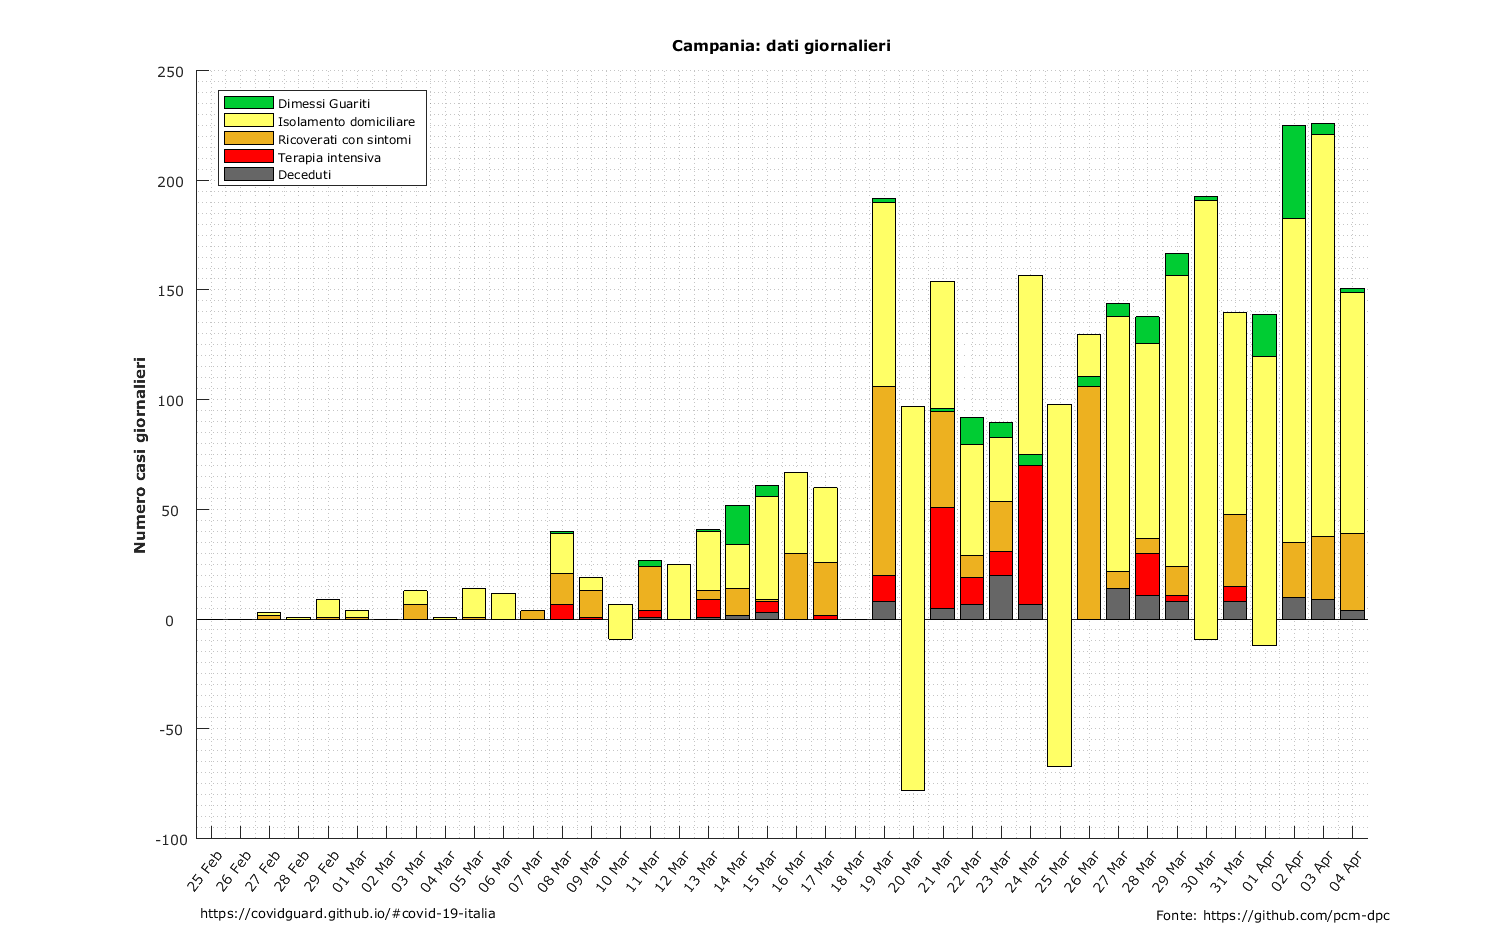 Campania: dati giornalieri
250
200
150
100
50
0
-50
-100
Numero casi giornalieri
Dimessi Guariti
Isolamento domiciliare
Ricoverati con sintomi
Terapia intensiva
Deceduti
25 Feb
26 Feb
27 Feb
28 Feb
29 Feb
01 Mar
02 Mar
03 Mar
04 Mar
05 Mar
06 Mar
07 Mar
08 Mar
09 Mar
10 Mar
11 Mar
12 Mar
13 Mar
14 Mar
15 Mar
16 Mar
17 Mar
18 Mar
19 Mar
20 Mar
21 Mar
22 Mar
23 Mar
24 Mar
25 Mar
26 Mar
27 Mar
28 Mar
29 Mar
30 Mar
31 Mar
01 Apr
02 Apr
03 Apr
04 Apr
https://covidguard.github.io/#covid-19-italia
Fonte: https://github.com/pcm-dpc